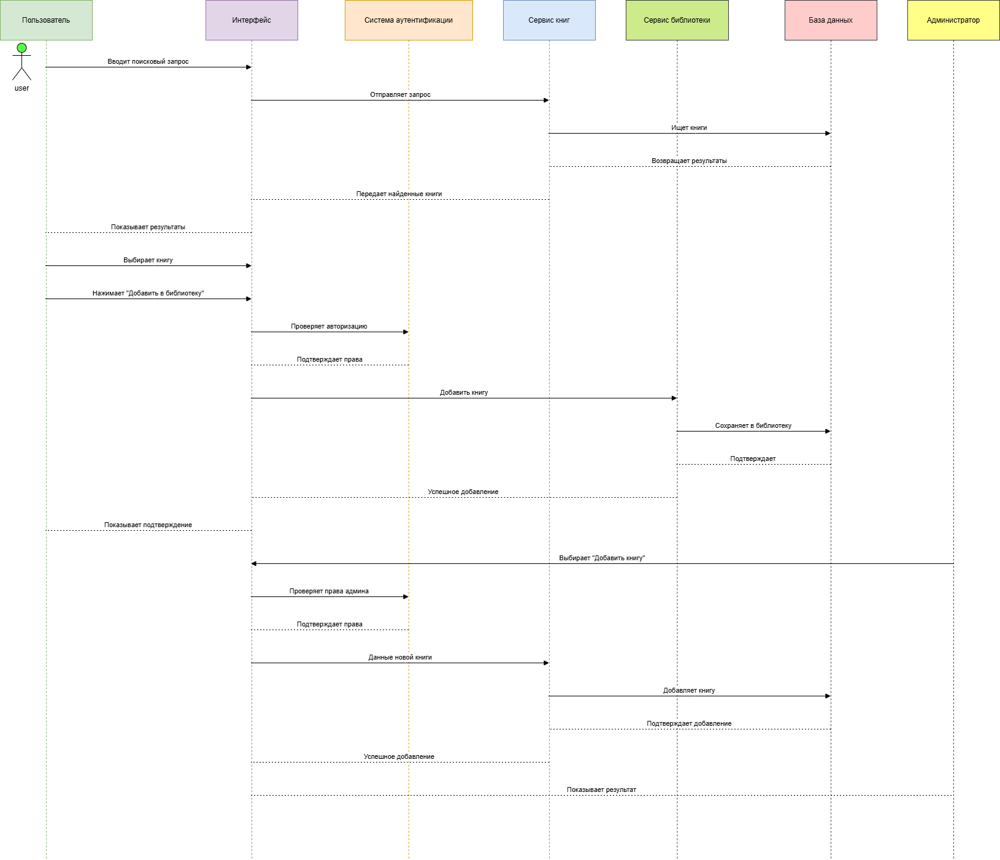 Пользователь
Интерфейс
Система аутентификации
Сервис книг
Сервис библиотеки
База данных
Администратор
user
Вводит поисковый запрос
Отправляет запрос
Ищет книги
Возвращает результаты
Передает найденные книги
Показывает результаты
Выбирает книгу
Нажимает "Добавить в библиотеку"
Проверяет авторизацию
Подтверждает права
Добавить книгу
Сохраняет в библиотеку
Подтверждает
Успешное добавление
Показывает подтверждение
Выбирает "Добавить книгу"
Проверяет права админа
Подтверждает права
Данные новой книги
Добавляет книгу
Подтверждает добавление
Успешное добавление
Показывает результат